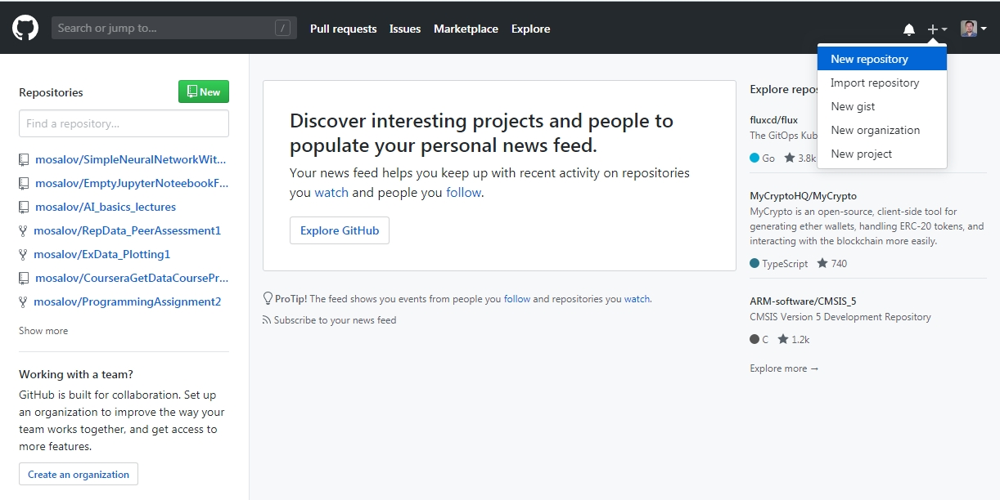 Search or jump to... /
Pull requests Issues Marketplace Explore
New repository
Import repository
New gist
New organization
New project
Repositories
New
Find a repository...
mosalov/SimpleNeuralNetworkWit...
mosalov/EmptyJupyterNoteebookF...
mosalov/AI_basics_lectures
mosalov/RepData_PeerAssessment1
mosalov/ExData_Plotting1
mosalov/CourseraGetDataCoursePr...
mosalov/ProgrammingAssignment2
Show more
Working with a team?
GitHub is built for collaboration. Set up
an organization to improve the way your
team works together, and get access to
more features.
Create an organization
Discover interesting projects and people to
populate your personal news feed.
Your news feed helps you keep up with recent activity on repositories
you watch and people you follow.
Explore GitHub
ProTip! The feed shows you events from people you follow and repositories you watch.
Subscribe to your news feed
Explore repos
fluxcd/flux
The GitOps Kub
Go 3.8k
MyCryptoHQ/MyCrypto
MyCrypto is an open-source, client-side tool for
generating ether wallets, handling ERC-20 tokens, and
interacting with the blockchain more easily.
TypeScript 740
ARM-software/CMSIS_5
CMSIS Version 5 Development Repository
C 1.2k
Explore more →